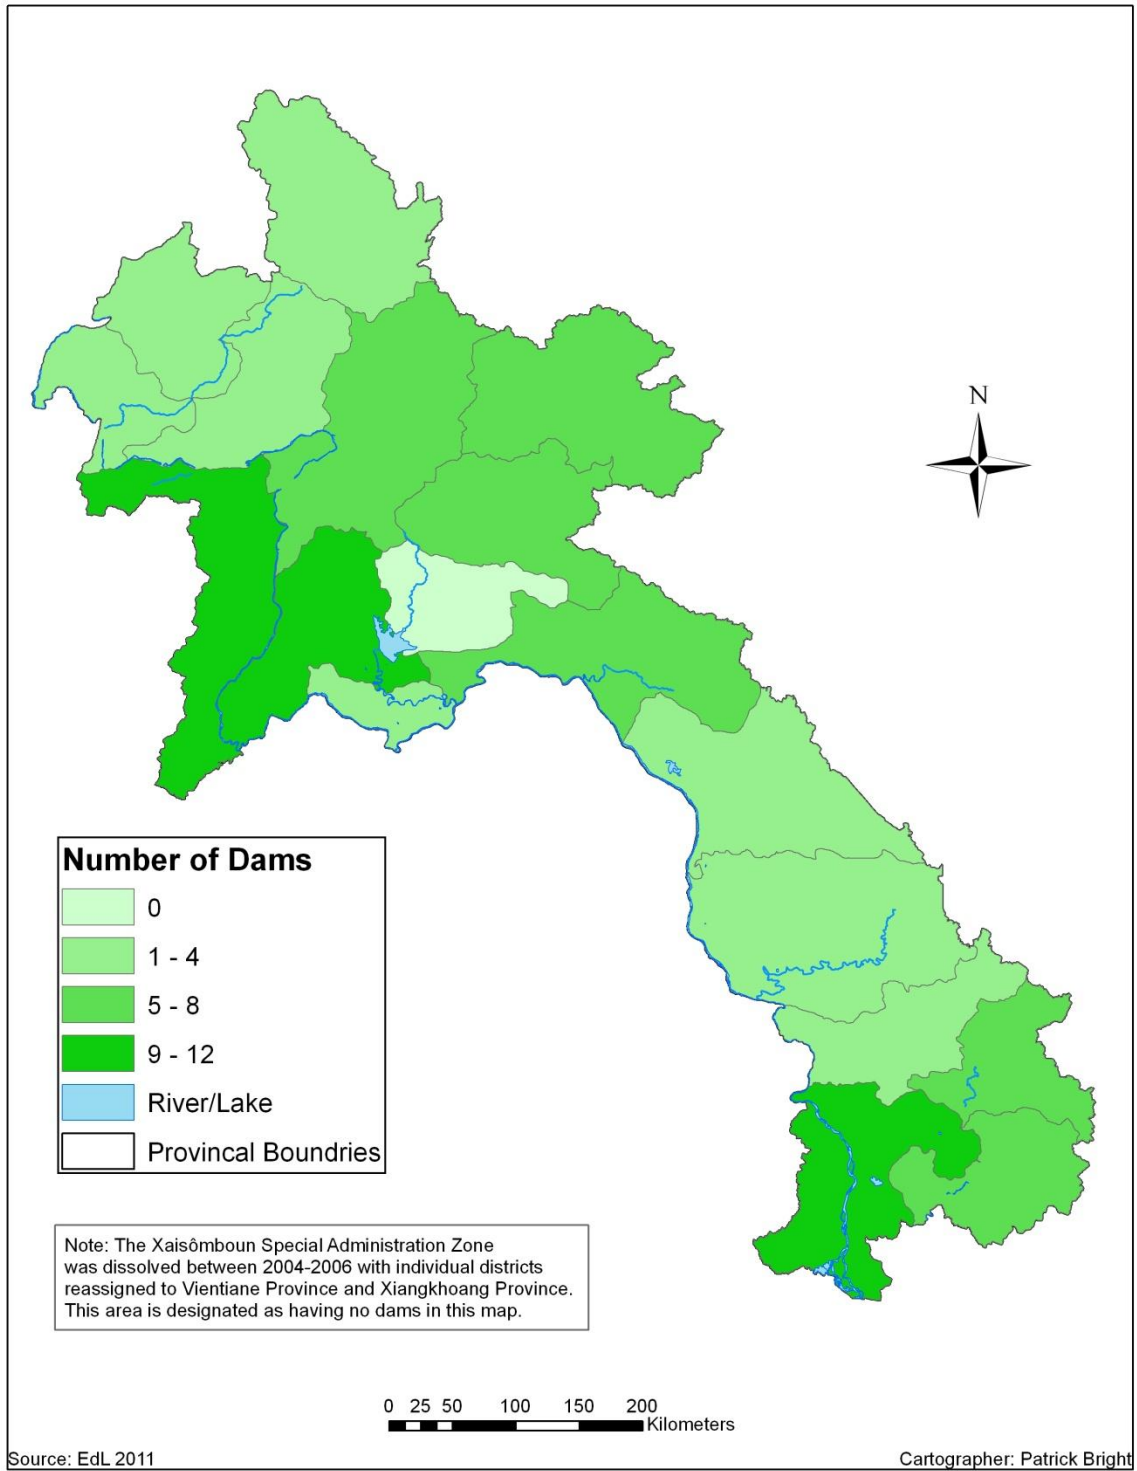 N
Number of Dams
0
1 - 4
5 - 8
9 - 12
River/Lake
Provincal Boundries
Note: The Xaisômboun Special Administration Zone
was dissolved between 2004-2006 with individual districts
reassigned to Vientiane Province and Xiangkhoang Province.
This area is designated as having no dams in this map.
0 25 50 100 150 200
Kilometers
Source: EdL 2011
Cartographer: Patrick Bright